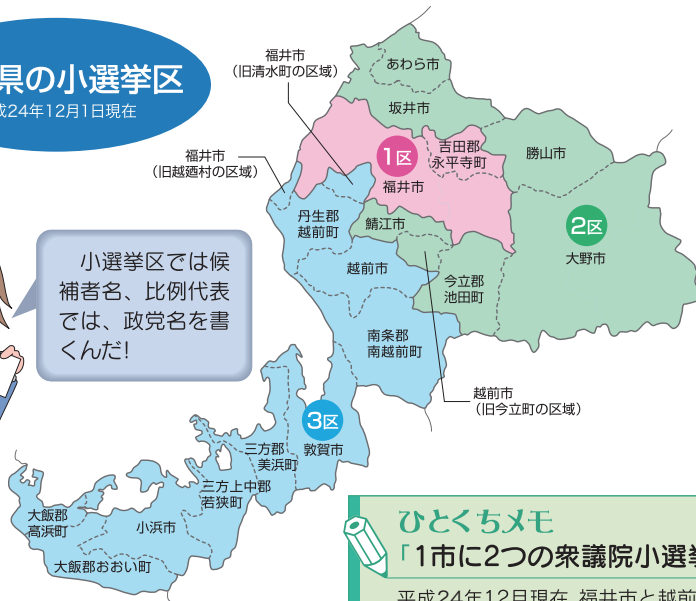 県の小選挙区
成24年12月1日現在
福井市
（旧清水町の区域）
福井市
（旧越廼村の区域）
あわら市
坂井市
1区
福井市
吉田郡
永平寺町
勝山市
2区
大野市
丹生郡
越前町
鯖江市
越前市
今立郡
池田町
南条郡
南越前町
越前市
（旧今立町の区域）
小選挙区では候
補者名、比例代表
では、政党名を書
くんだ!
3区
敦賀市
三方郡
美浜町
三方上中郡
若狭町
小浜市
大飯郡
高浜町
大飯郡おおい町
ひとくちメモ
「1市に2つの衆議院小選挙
平成24年12月現在、福井市と越前